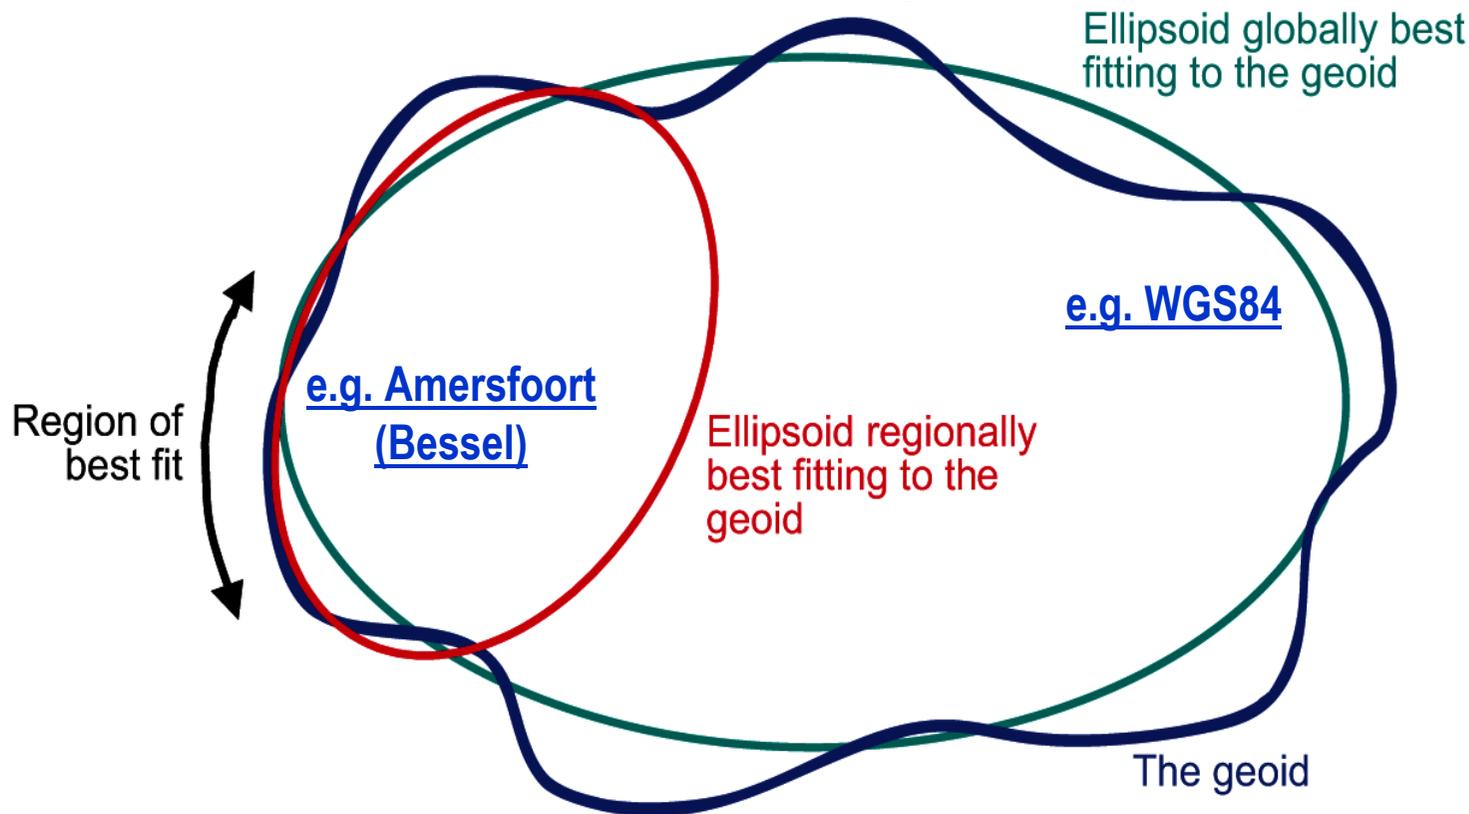 Ellipsoid globally best
fitting to the geoid
e.g. WGS84
e.g. Amersfoort
(Bessel)
Region of
best fit
Ellipsoid regionally
best fitting to the
geoid
The geoid